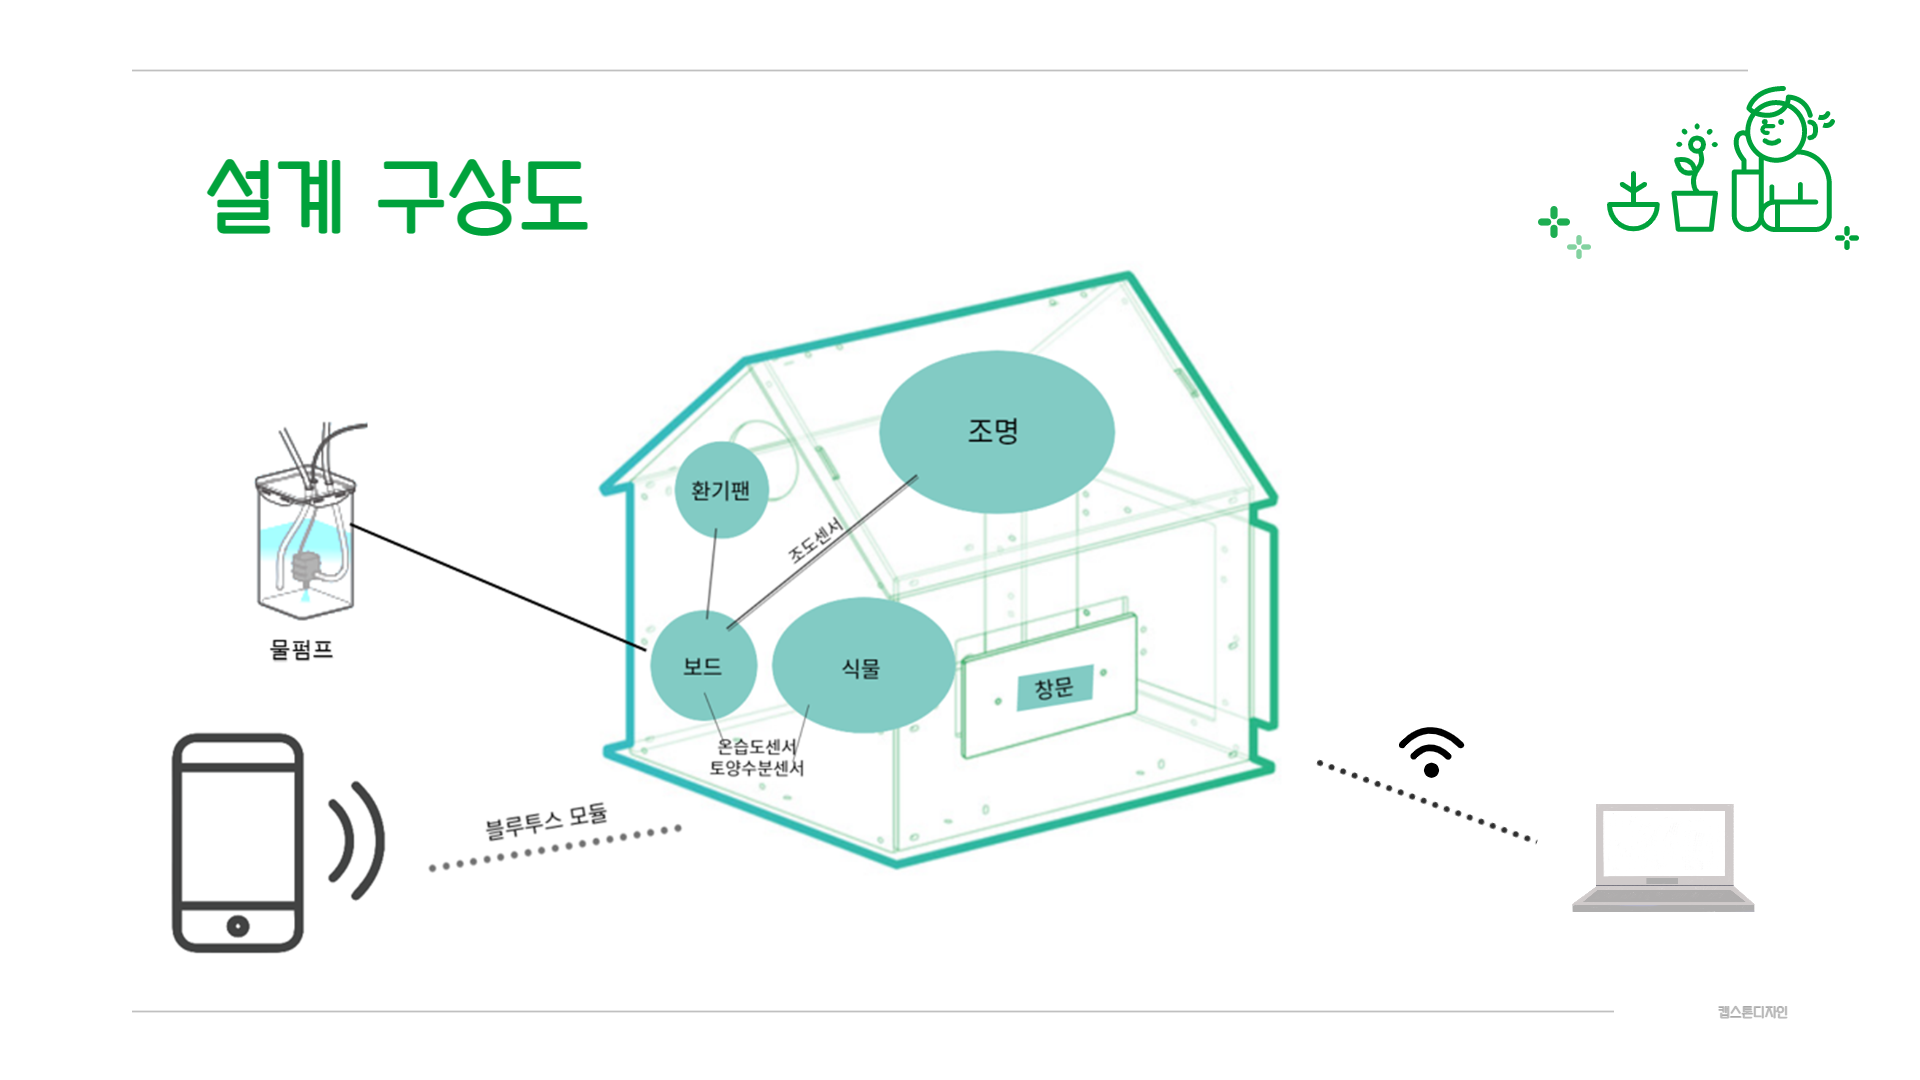 설계 구상도
조명
환기팬
조도센서
물펌프
보드
식물
창문
온습도센서
토양수분센서
블루투스 모듈
캡스톤디자인